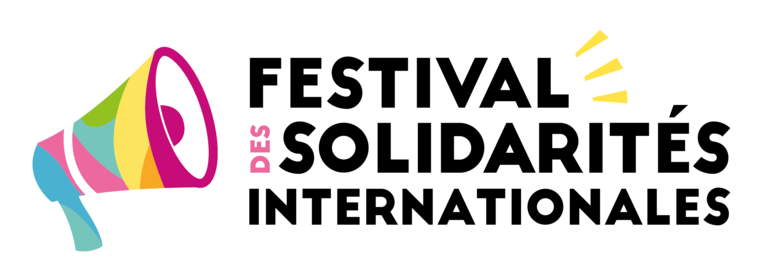 FESTIVAL
DES SOLIDARITÉS
INTERNATIONALES